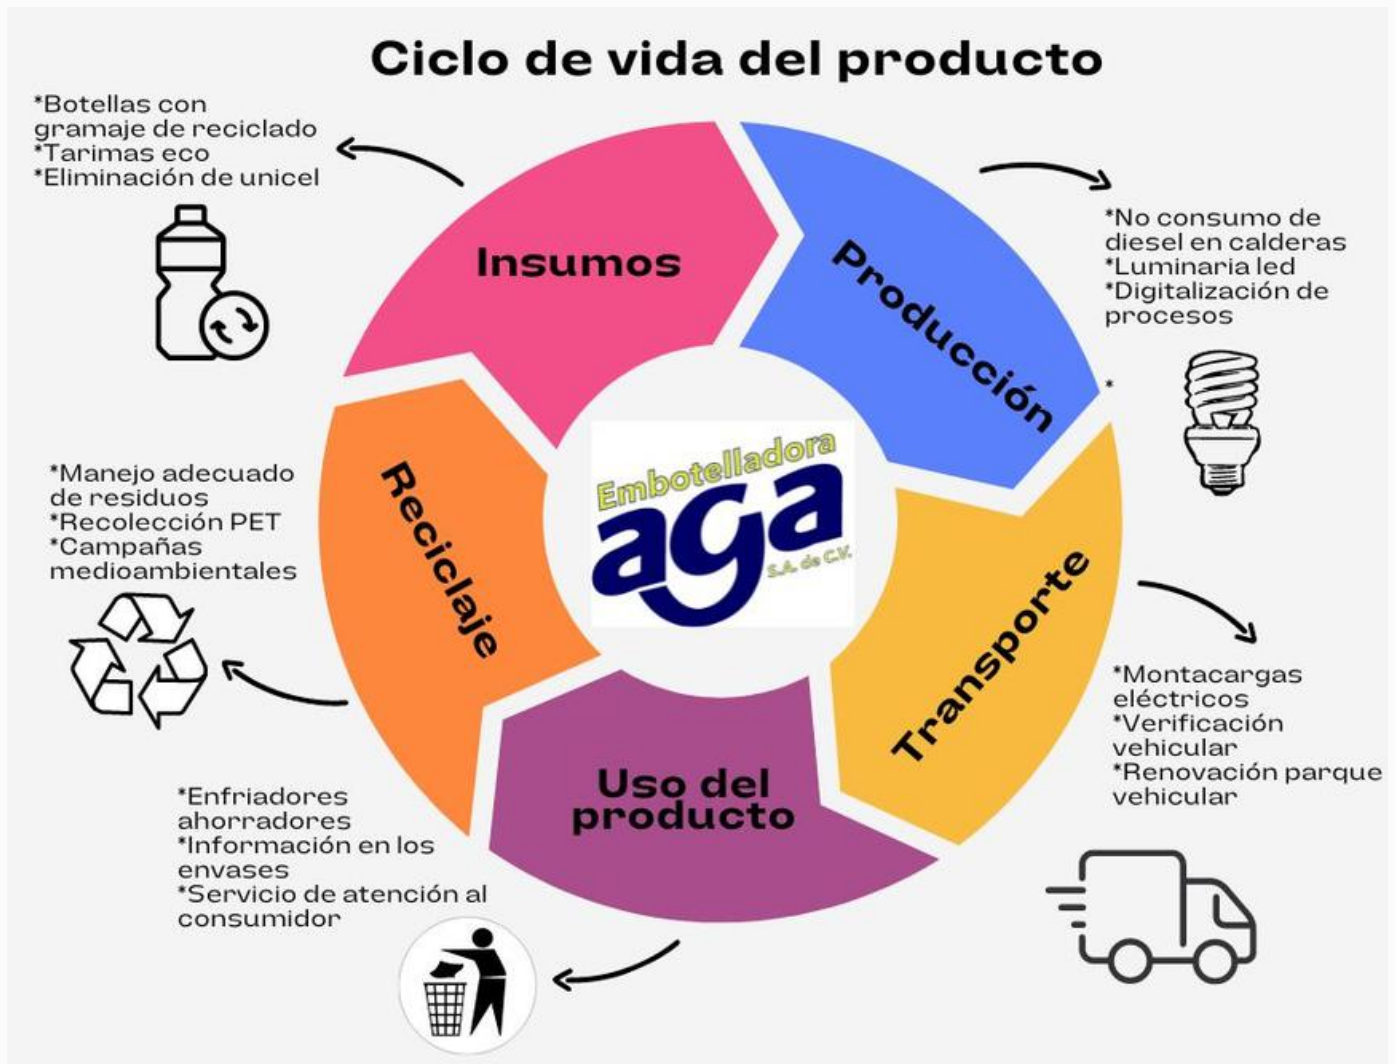 Ciclo de vida del producto
*Botellas con
gramaje de reciclado
*Tarimas eco
*Eliminación de unicel
Insumos
Producción
*No consumo de
diesel en calderas
*Luminaria led
*Digitalización de
procesos
*
Embotelladora
aga
S.A. de C.V.
Reciclaje
*Manejo adecuado
de residuos
*Recolección PET
*Campañas
medioambientales
Transporte
*Montacargas
eléctricos
*Verificación
vehicular
*Renovación parque
vehicular
Uso del
producto
*Enfriadores
ahorradores
*Información en los
envases
*Servicio de atención al
consumidor